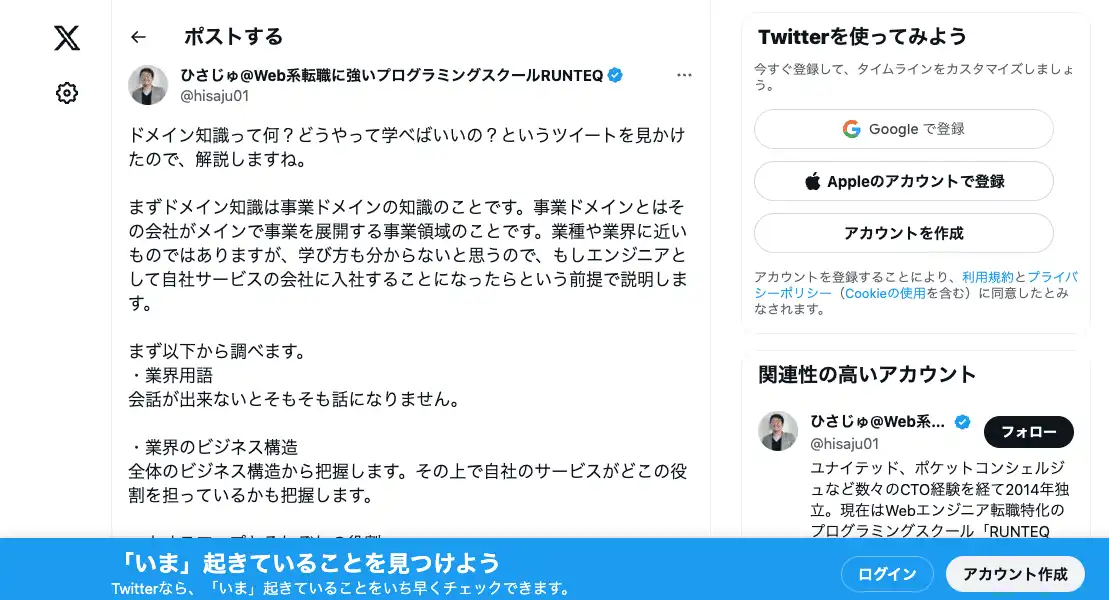 ポストする
ひさじゅ@Web系転職に強いプログラミングスクールRUNTEQ
@hisaju01
ドメイン知識って何？どうやって学べばいいの？というツイートを見かけ
たので、解説しますね。
まずドメイン知識は事業ドメインの知識のことです。事業ドメインとはそ
の会社がメインで事業を展開する事業領域のことです。業種や業界に近い
ものではありますが、学び方も分からないと思うので、もしエンジニアと
して自社サービスの会社に入社することになったらという前提で説明しま
す。
まず以下から調べます。
・業界用語
会話が出来ないとそもそも話になりません。
・業界のビジネス構造
全体のビジネス構造から把握します。その上で自社のサービスがどこの役
割を担っているかも把握します。
Twitterを使ってみよう
今すぐ登録して、タイムラインをカスタマイズしましょ
う。
Google で登録
Appleのアカウントで登録
アカウントを作成
アカウントを登録することにより、利用規約とプライバ
シーポリシー（Cookieの使用を含む）に同意したとみ
なされます。
関連性の高いアカウント
ひさじゅ@Web系...
@hisaju01
フォロー
ユナイテッド、ポケットコンシェルジ
ュなど数々のCTO経験を経て2014年独
立。現在はWebエンジニア転職特化の
プログラミングスクール「RUNTEQ
「いま」起きていることを見つけよう
Twitterなら、「いま」起きていることをいち早くチェックできます。
ログイン
アカウント作成